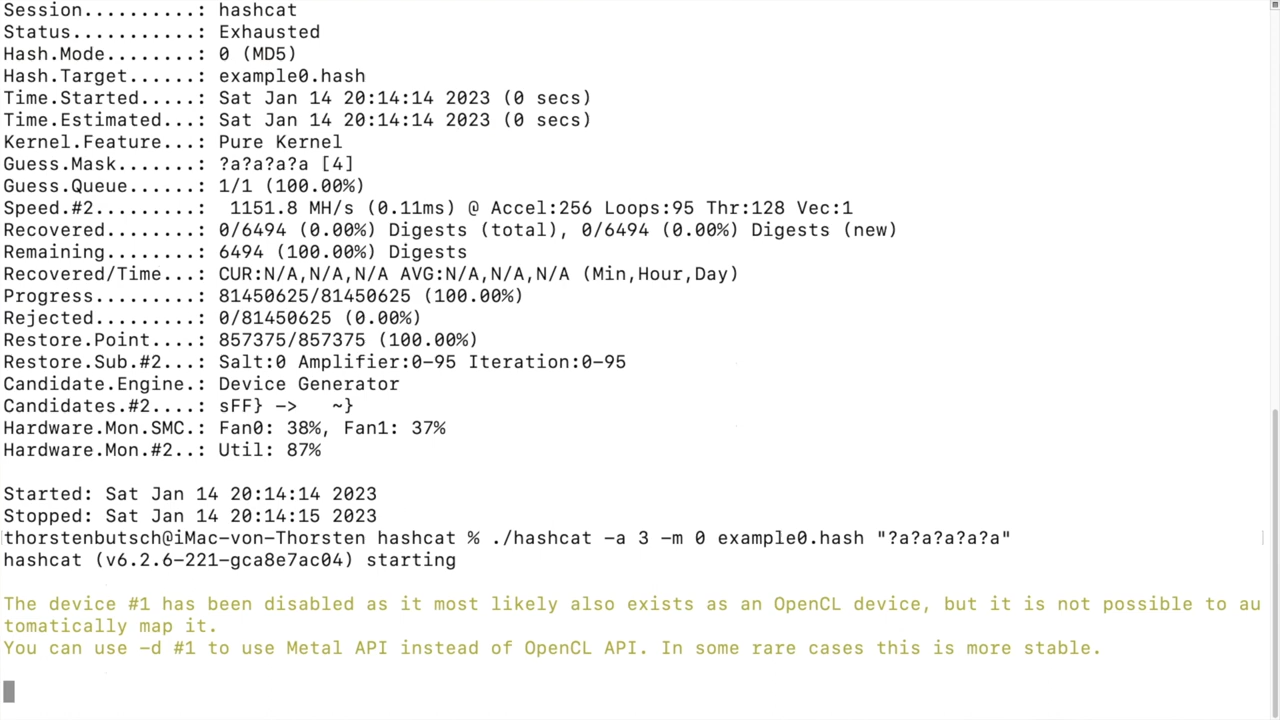 Session..........: hashcat
Status...........: Exhausted
Hash.Mode........: 0 (MD5)
Hash.Target......: example0.hash
Time.Started.....: Sat Jan 14 20:14:14 2023 (0 secs)
Time.Estimated...: Sat Jan 14 20:14:14 2023 (0 secs)
Kernel.Feature...: Pure Kernel
Guess.Mask.......: ?a?a?a?a [4]
Guess.Queue......: 1/1 (100.00%)
Speed.#2.........:  1151.8 MH/s (0.11ms) @ Accel:256 Loops:95 Thr:128 Vec:1
Recovered........: 0/6494 (0.00%) Digests (total), 0/6494 (0.00%) Digests (new)
Remaining........: 6494 (100.00%) Digests
Recovered/Time...: CUR:N/A,N/A,N/A AVG:N/A,N/A,N/A (Min,Hour,Day)
Progress.........: 81450625/81450625 (100.00%)
Rejected.........: 0/81450625 (0.00%)
Restore.Point....: 857375/857375 (100.00%)
Restore.Sub.#2...: Salt:0 Amplifier:0-95 Iteration:0-95
Candidate.Engine.: Device Generator
Candidates.#2....: sFF} ->   ~}
Hardware.Mon.SMC.: Fan0: 38%, Fan1: 37%
Hardware.Mon.#2..: Util: 87%
Started: Sat Jan 14 20:14:14 2023
Stopped: Sat Jan 14 20:14:15 2023
thorstenbutsch@iMac-von-Thorsten hashcat % ./hashcat -a 3 -m 0 example0.hash "?a?a?a?a?a"
hashcat (v6.2.6-221-gca8e7ac04) starting
The device #1 has been disabled as it most likely also exists as an OpenCL device, but it is not possible to au
tomatically map it.
You can use -d #1 to use Metal API instead of OpenCL API. In some rare cases this is more stable.